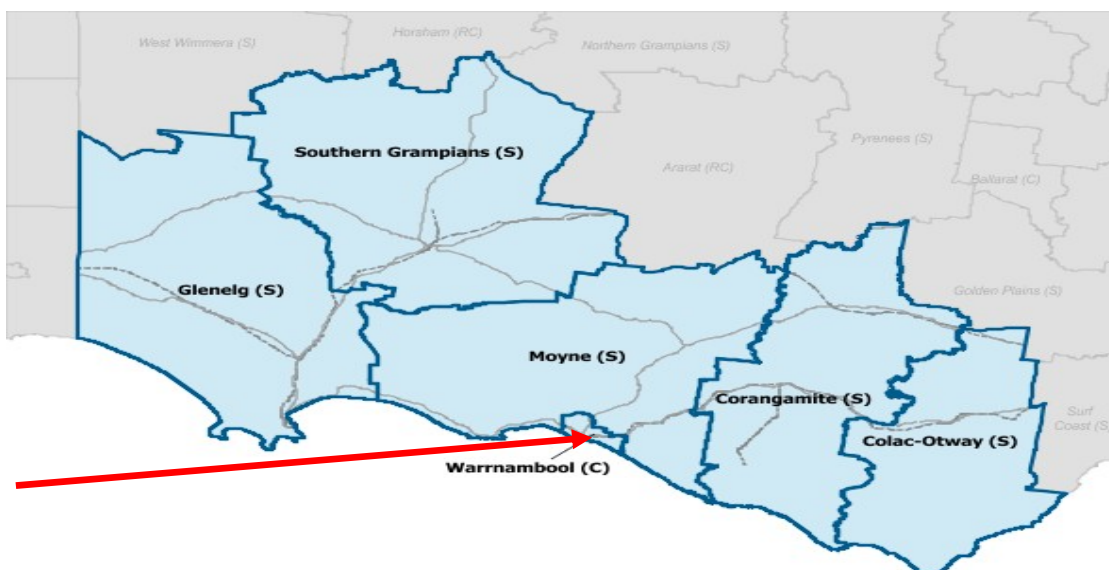 West Wimmera (S)
Horsham (RC)
Northern Grampians (S)
Southern Grampians (S)
Ararat (RC)
Pyrenees (S)
Ballarat (C)
Glenelg (S)
Golden Plains (S)
Moyne (S)
Corangamite (S)
Surf
Coast (S)
Colac-Otway (S)
Warrnambool (C)